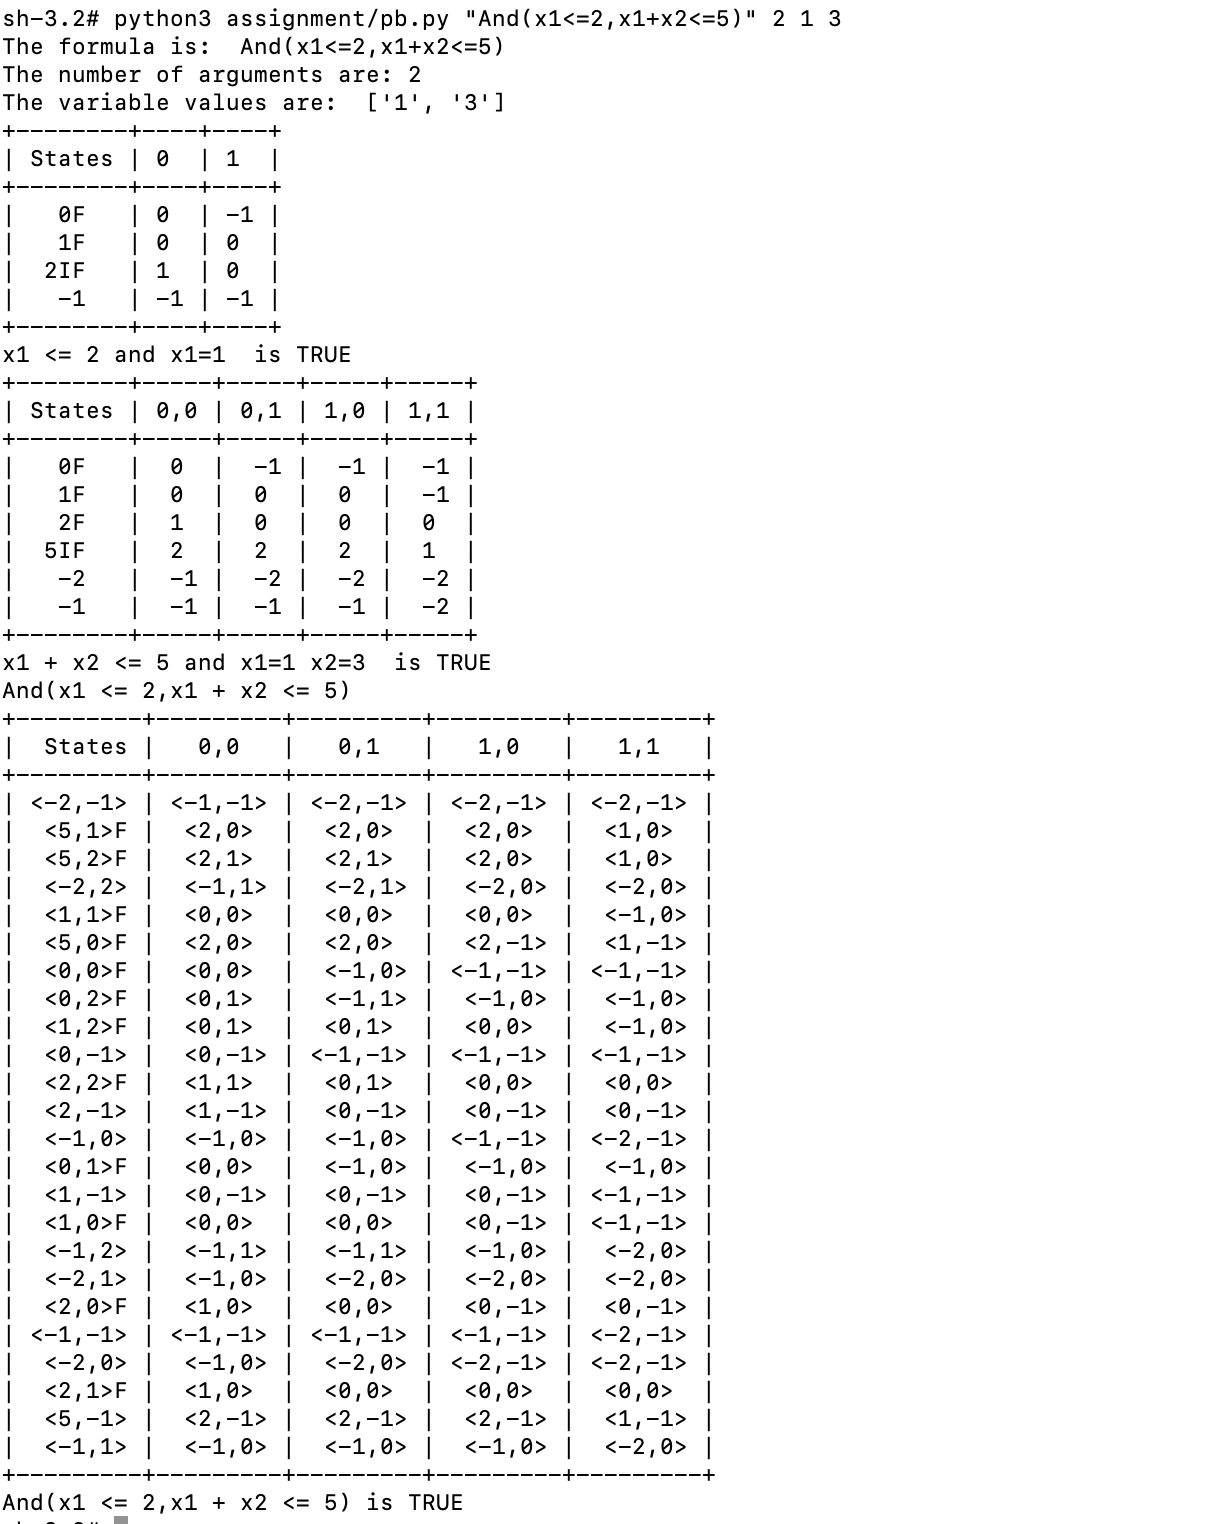 sh-3.2# python3 assignment/pb.py "And(x1<=2,x1+x2<=5)" 2 1 3
The formula is:  And(x1<=2,x1+x2<=5)
The number of arguments are: 2
The variable values are:  ['1', '3']
+--------+----+----+
| States | 0  | 1  |
+--------+----+----+
|   0F   | 0  | -1 |
|   1F   | 0  | 0  |
|  2IF   | 1  | 0  |
|   -1   | -1 | -1 |
+--------+----+----+
x1 <= 2 and x1=1  is TRUE
+--------+-----+-----+-----+-----+
| States | 0,0 | 0,1 | 1,0 | 1,1 |
+--------+-----+-----+-----+-----+
|   0F   |  0  |  -1 |  -1 |  -1 |
|   1F   |  0  |  0  |  0  |  -1 |
|   2F   |  1  |  0  |  0  |  0  |
|  5IF   |  2  |  2  |  2  |  1  |
|   -2   |  -1 |  -2 |  -2 |  -2 |
|   -1   |  -1 |  -1 |  -1 |  -2 |
+--------+-----+-----+-----+-----+
x1 + x2 <= 5 and x1=1 x2=3  is TRUE
And(x1 <= 2,x1 + x2 <= 5)
+---------+---------+---------+---------+---------+
|  States |   0,0   |   0,1   |   1,0   |   1,1   |
+---------+---------+---------+---------+---------+
| <-2,-1> | <-1,-1> | <-2,-1> | <-2,-1> | <-2,-1> |
|  <5,1>F |  <2,0>  |  <2,0>  |  <2,0>  |  <1,0>  |
|  <5,2>F |  <2,1>  |  <2,1>  |  <2,0>  |  <1,0>  |
|  <-2,2> |  <-1,1> |  <-2,1> |  <-2,0> |  <-2,0> |
|  <1,1>F |  <0,0>  |  <0,0>  |  <0,0>  |  <-1,0> |
|  <5,0>F |  <2,0>  |  <2,0>  |  <2,-1> |  <1,-1> |
|  <0,0>F |  <0,0>  |  <-1,0> | <-1,-1> | <-1,-1> |
|  <0,2>F |  <0,1>  |  <-1,1> |  <-1,0> |  <-1,0> |
|  <1,2>F |  <0,1>  |  <0,1>  |  <0,0>  |  <-1,0> |
|  <0,-1> |  <0,-1> | <-1,-1> | <-1,-1> | <-1,-1> |
|  <2,2>F |  <1,1>  |  <0,1>  |  <0,0>  |  <0,0>  |
|  <2,-1> |  <1,-1> |  <0,-1> |  <0,-1> |  <0,-1> |
|  <-1,0> |  <-1,0> |  <-1,0> | <-1,-1> | <-2,-1> |
|  <0,1>F |  <0,0>  |  <-1,0> |  <-1,0> |  <-1,0> |
|  <1,-1> |  <0,-1> |  <0,-1> |  <0,-1> | <-1,-1> |
|  <1,0>F |  <0,0>  |  <0,0>  |  <0,-1> | <-1,-1> |
|  <-1,2> |  <-1,1> |  <-1,1> |  <-1,0> |  <-2,0> |
|  <-2,1> |  <-1,0> |  <-2,0> |  <-2,0> |  <-2,0> |
|  <2,0>F |  <1,0>  |  <0,0>  |  <0,-1> |  <0,-1> |
| <-1,-1> | <-1,-1> | <-1,-1> | <-1,-1> | <-2,-1> |
|  <-2,0> |  <-1,0> |  <-2,0> | <-2,-1> | <-2,-1> |
|  <2,1>F |  <1,0>  |  <0,0>  |  <0,0>  |  <0,0>  |
|  <5,-1> |  <2,-1> |  <2,-1> |  <2,-1> |  <1,-1> |
|  <-1,1> |  <-1,0> |  <-1,0> |  <-1,0> |  <-2,0> |
+---------+---------+---------+---------+---------+
And(x1 <= 2,x1 + x2 <= 5) is TRUE